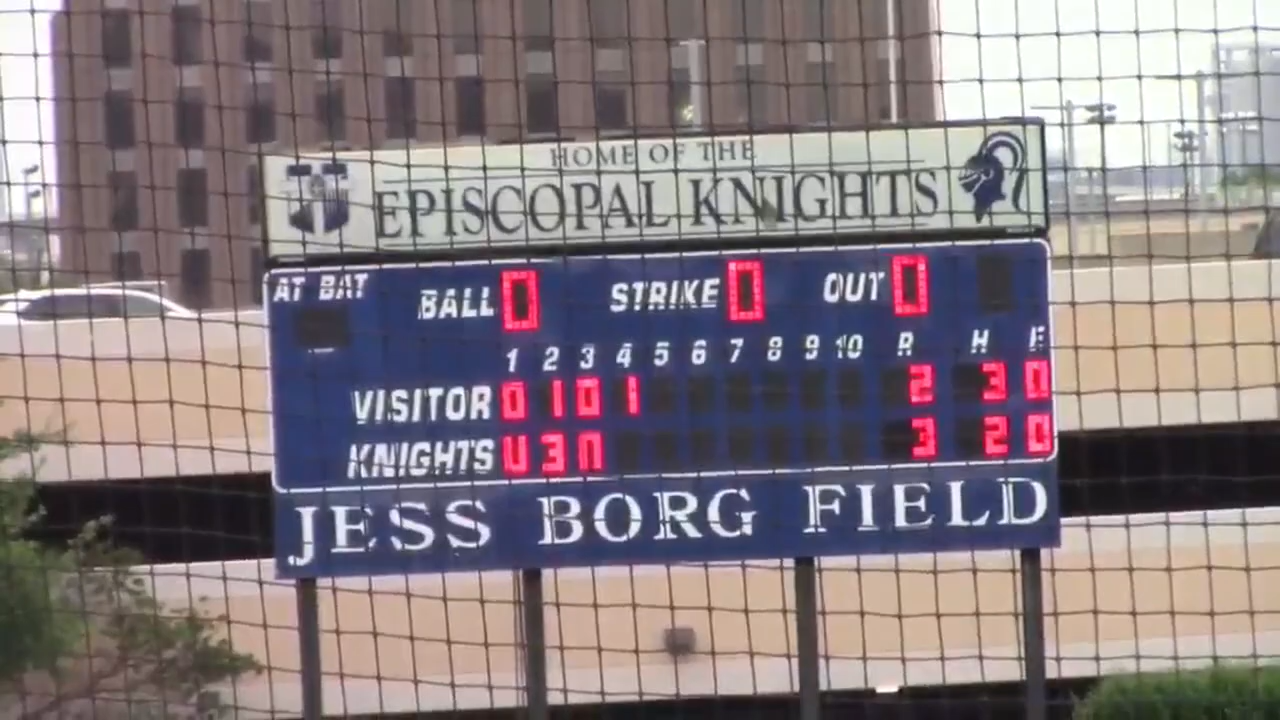 HOME OF THE
EPISCOPAL KNIGHTS
AT BAT BALL 0 STRIKE 0 OUT 0
1 2 3 4 5 6 7 8 9 10 R H E
VISITOR 0 1 0 1 2 3 0
KNIGHTS 0 3 0 3 2 0
JESS BORG FIELD